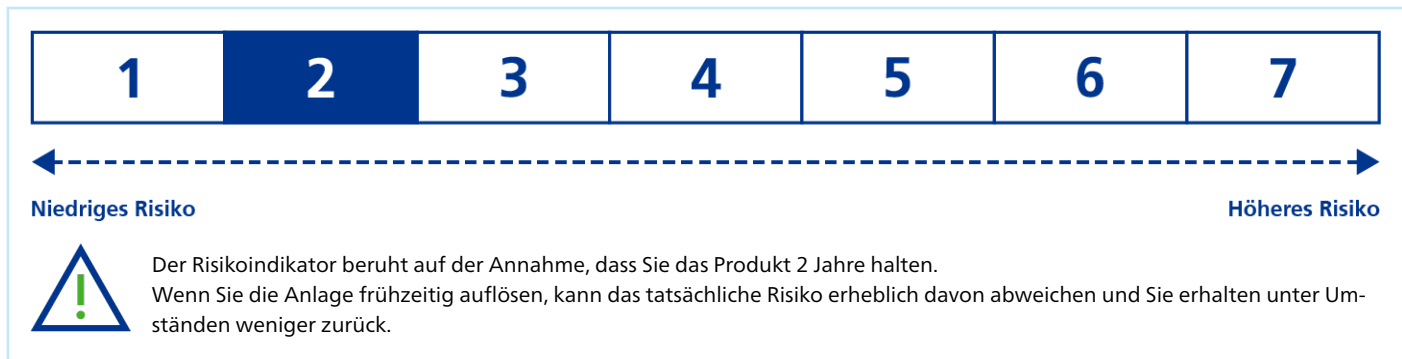 1 2 3 4 5 6 7
Niedriges Risiko Höheres Risiko
Der Risikoindikator beruht auf der Annahme, dass Sie das Produkt 2 Jahre halten.
Wenn Sie die Anlage frühzeitig auflösen, kann das tatsächliche Risiko erheblich davon abweichen und Sie erhalten unter Um-
ständen weniger zurück.